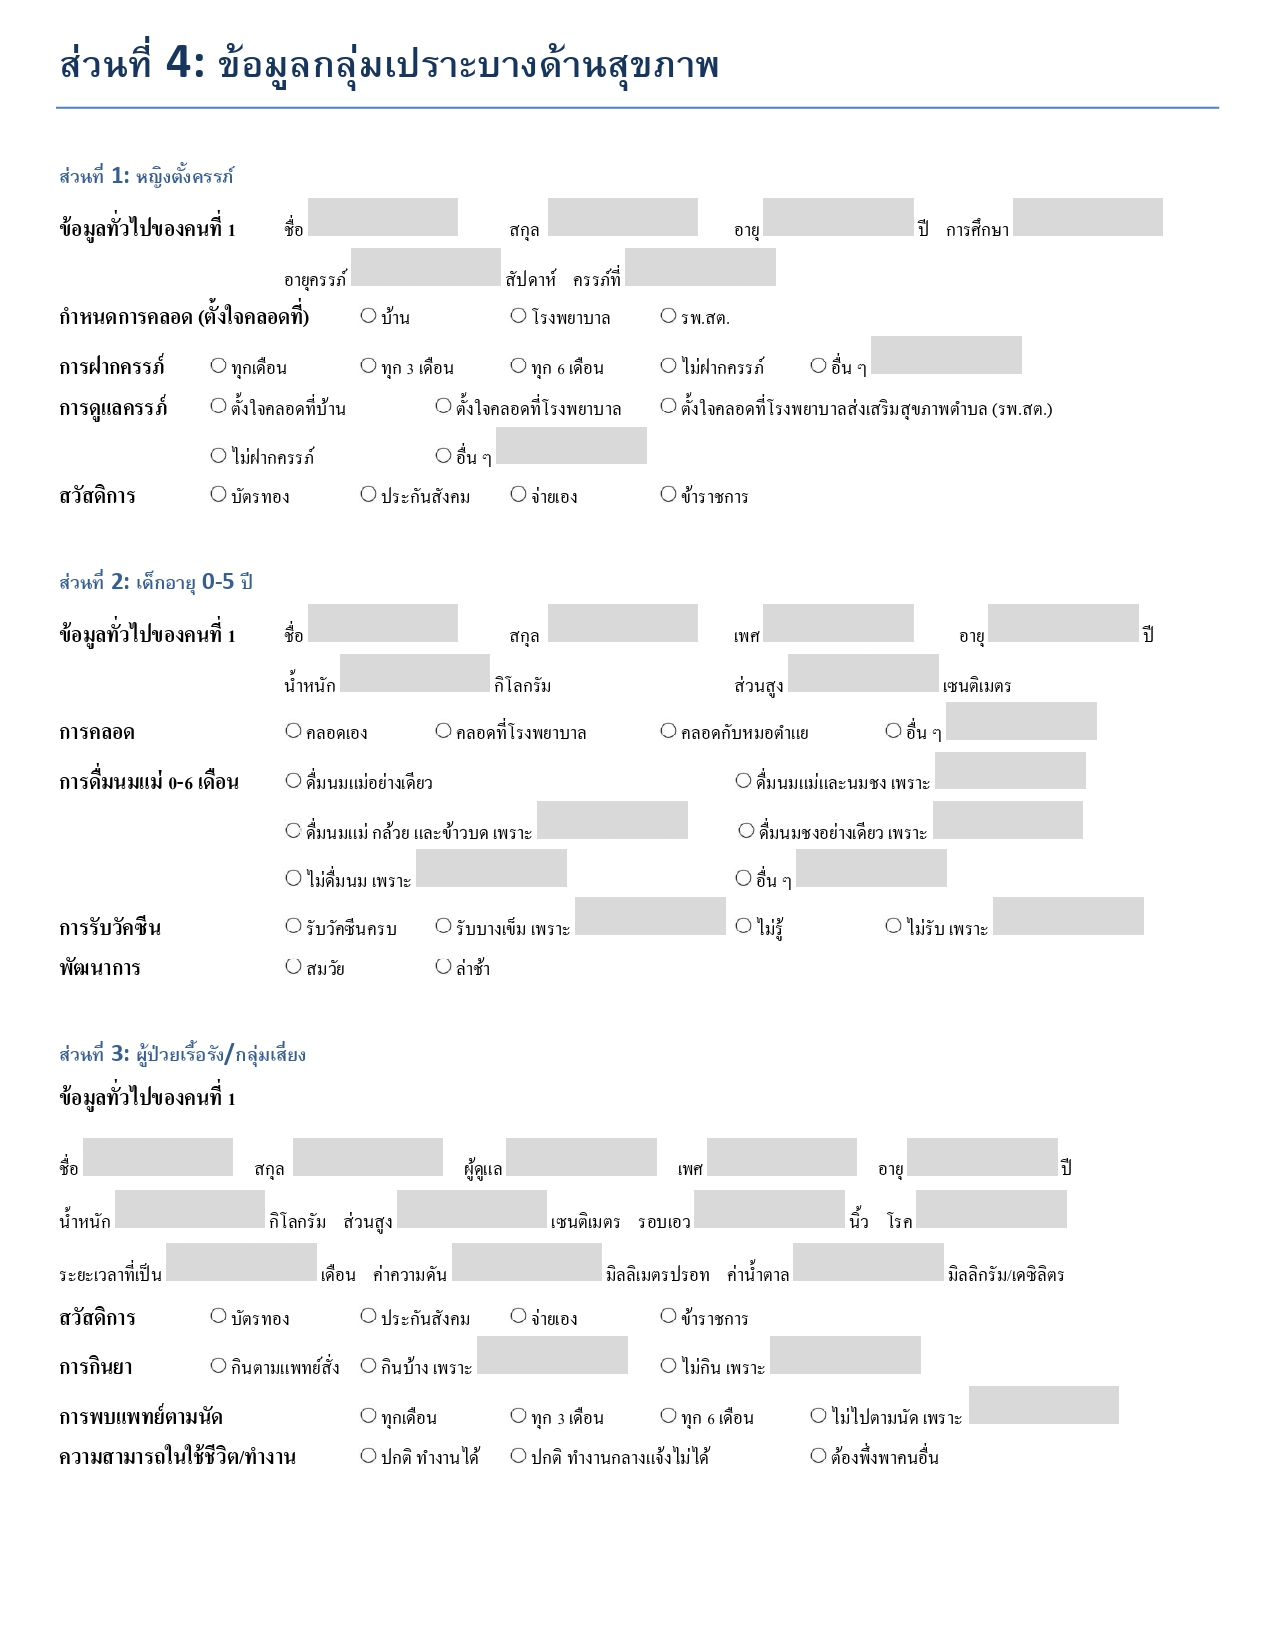 ส่วนที่ 4: ข้อมูลกลุ่มเปราะบางด้านสุขภาพ
ส่วนที่ 1: หญิงตั้งครรภ์
ข้อมูลทั่วไปของคนที่ 1 ชื่อ สกุล อายุ ปี การศึกษา
อายุครรภ์ สัปดาห์ ครรภ์ที่
กำหนดการคลอด (ตั้งใจคลอดที่) บ้าน โรงพยาบาล รพ.สต.
การฝากครรภ์ ทุกเดือน ทุก 3 เดือน ทุก 6 เดือน ไม่ฝากครรภ์ อื่น ๆ
การดูแลครรภ์ ตั้งใจคลอดที่บ้าน ตั้งใจคลอดที่โรงพยาบาล ตั้งใจคลอดที่โรงพยาบาลส่งเสริมสุขภาพตำบล (รพ.สต.)
ไม่ฝากครรภ์ อื่น ๆ
สวัสดิการ บัตรทอง ประกันสังคม จ่ายเอง ข้าราชการ
ส่วนที่ 2: เด็กอายุ 0-5 ปี
ข้อมูลทั่วไปของคนที่ 1 ชื่อ สกุล เพศ อายุ ปี
น้ำหนัก กิโลกรัม ส่วนสูง เซนติเมตร
การคลอด คลอดเอง คลอดที่โรงพยาบาล คลอดกับหมอตำแย อื่น ๆ
การดื่มนมแม่ 0-6 เดือน ดื่มนมแม่อย่างเดียว ดื่มนมแม่และนมชง เพราะ
ดื่มนมแม่ กล้วย และข้าวบด เพราะ ดื่มนมชงอย่างเดียว เพราะ
ไม่ดื่มนม เพราะ อื่น ๆ
การรับวัคซีน รับวัคซีนครบ รับบางเข็ม เพราะ ไม่รู้ ไม่รับ เพราะ
พัฒนาการ สมวัย ล่าช้า
ส่วนที่ 3: ผู้ป่วยเรื้อรัง/กลุ่มเสี่ยง
ข้อมูลทั่วไปของคนที่ 1
ชื่อ สกุล ผู้ดูแล เพศ อายุ ปี
น้ำหนัก กิโลกรัม ส่วนสูง เซนติเมตร รอบเอว นิ้ว โรค
ระยะเวลาที่เป็น เดือน ค่าความดัน มิลลิเมตรปรอท ค่าน้ำตาล มิลลิกรัม/เดซิลิตร
สวัสดิการ บัตรทอง ประกันสังคม จ่ายเอง ข้าราชการ
การกินยา กินตามแพทย์สั่ง กินบ้าง เพราะ ไม่กิน เพราะ
การพบแพทย์ตามนัด ทุกเดือน ทุก 3 เดือน ทุก 6 เดือน ไม่ไปตามนัด เพราะ
ความสามารถในใช้ชีวิต/ทำงาน ปกติ ทำงานได้ ปกติ ทำงานกลางแจ้งไม่ได้ ต้องพึ่งพาคนอื่น